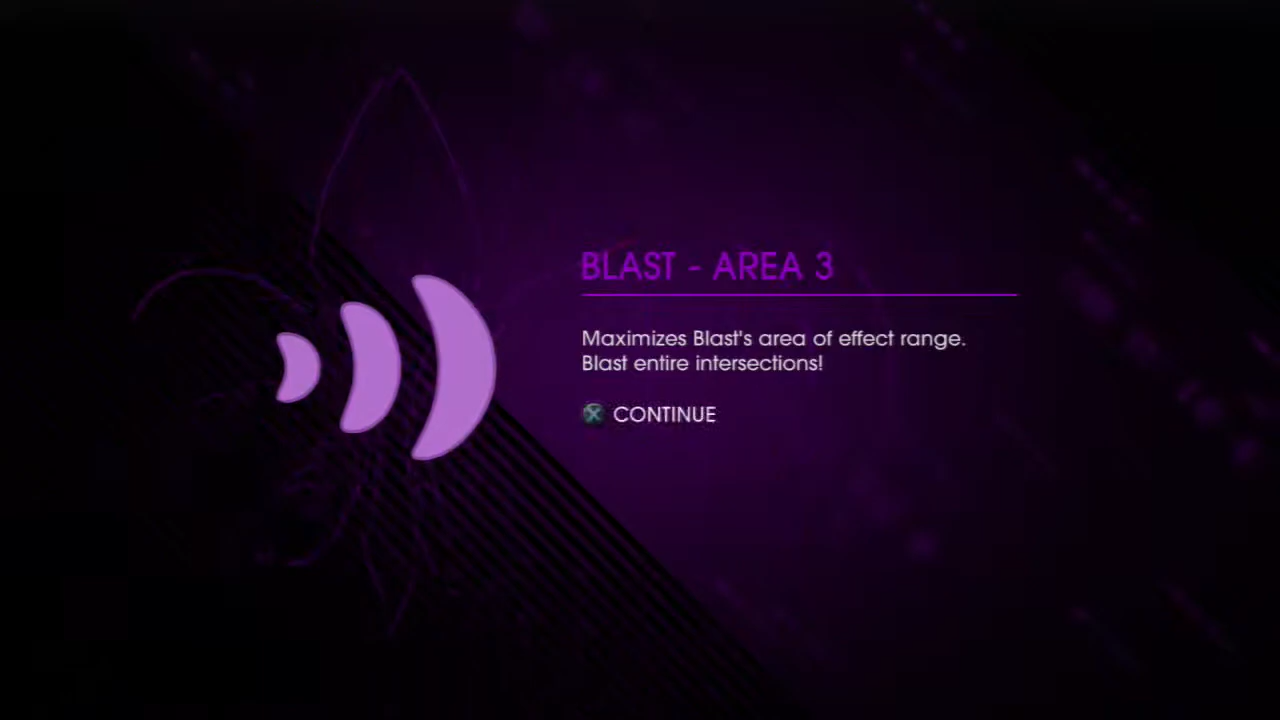 BLAST - AREA 3
Maximizes Blast's area of effect range.
Blast entire intersections!
CONTINUE